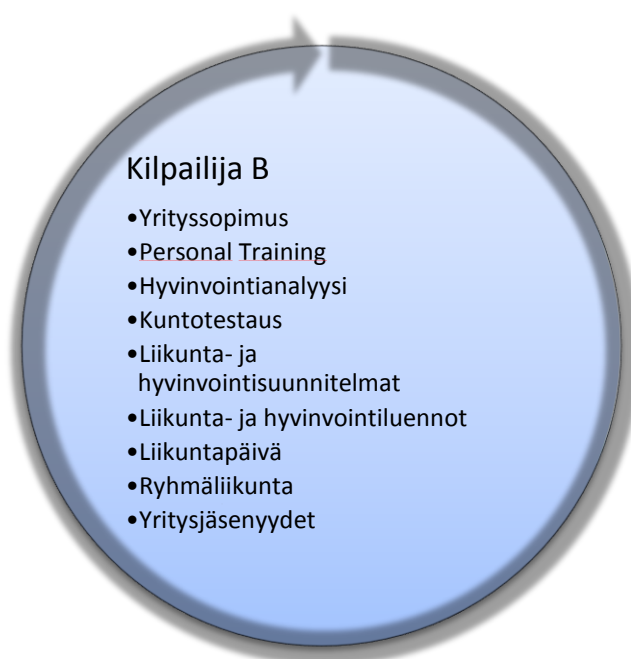 Kilpailija B
•Yrityssopimus
•Personal Training
•Hyvinvointianalyysi
•Kuntotestaus
•Liikunta- ja
hyvinvointisuunnitelmat
•Liikunta- ja hyvinvointiluennot
•Liikuntapäivä
•Ryhmäliikunta
•Yritysjäsenyydet